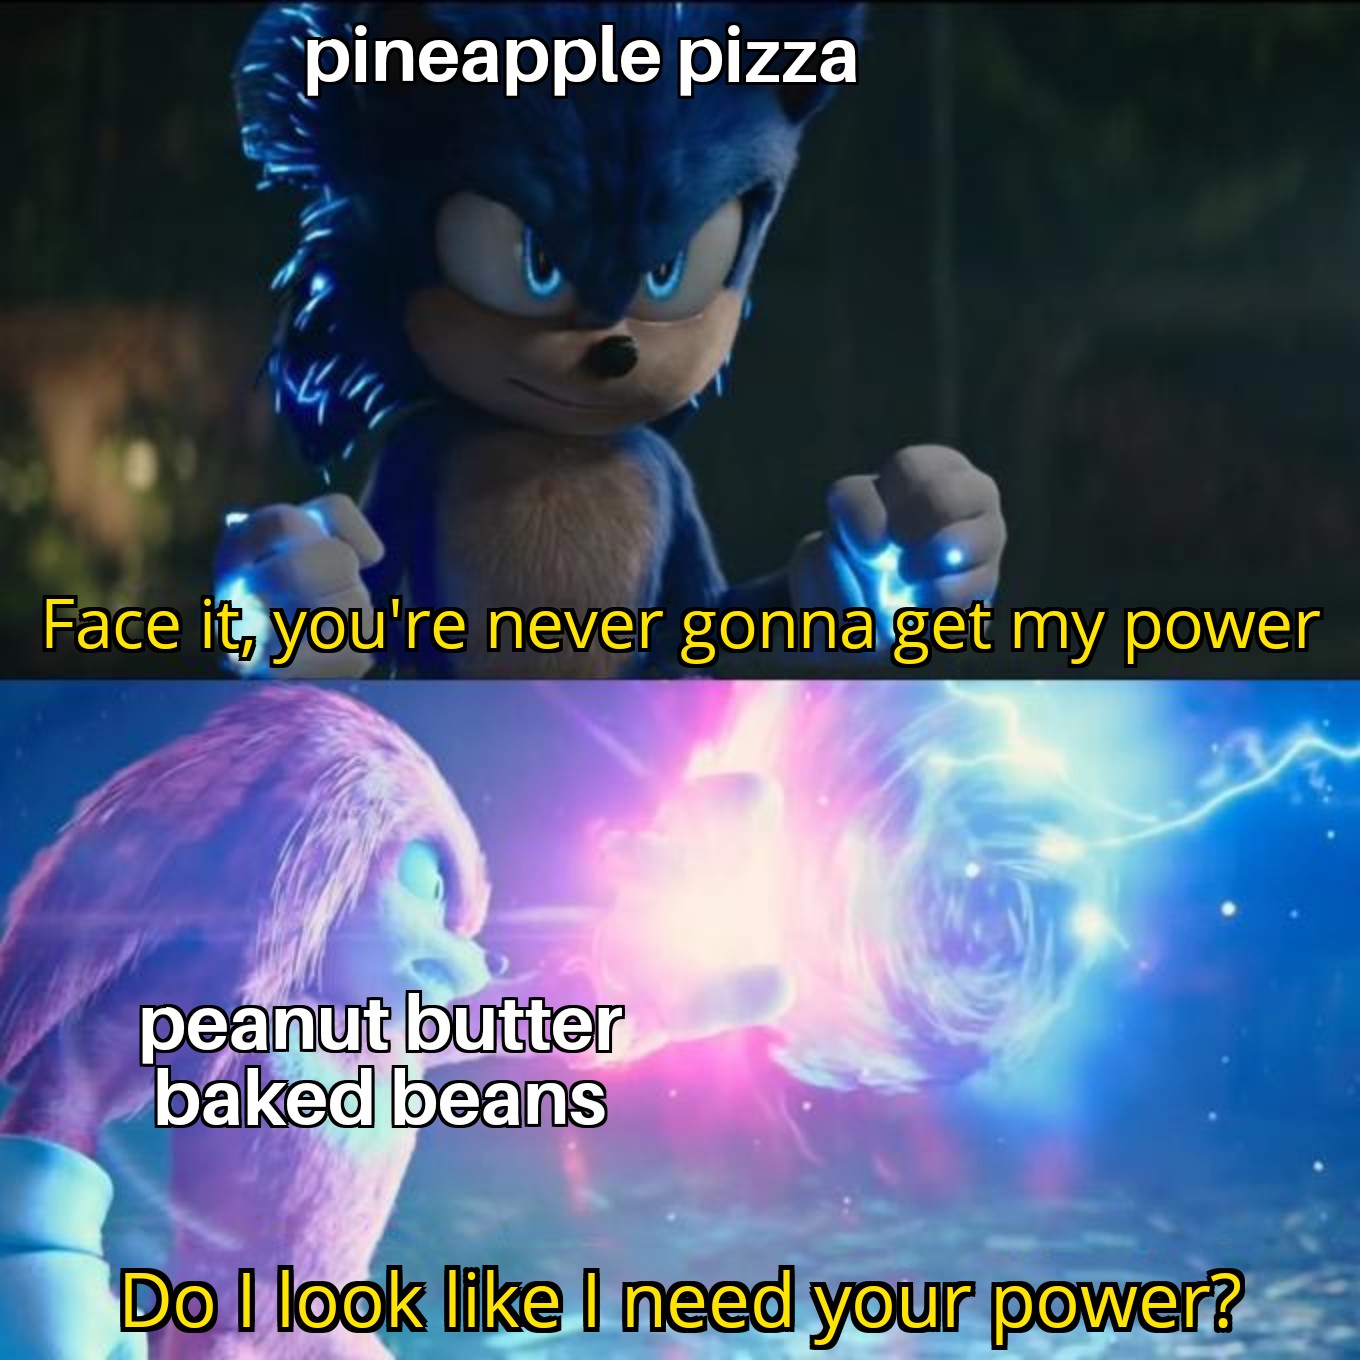 pineapple pizza
Face it, you're never gonna get my power
peanut butter
baked beans
Do I look like I need your power?